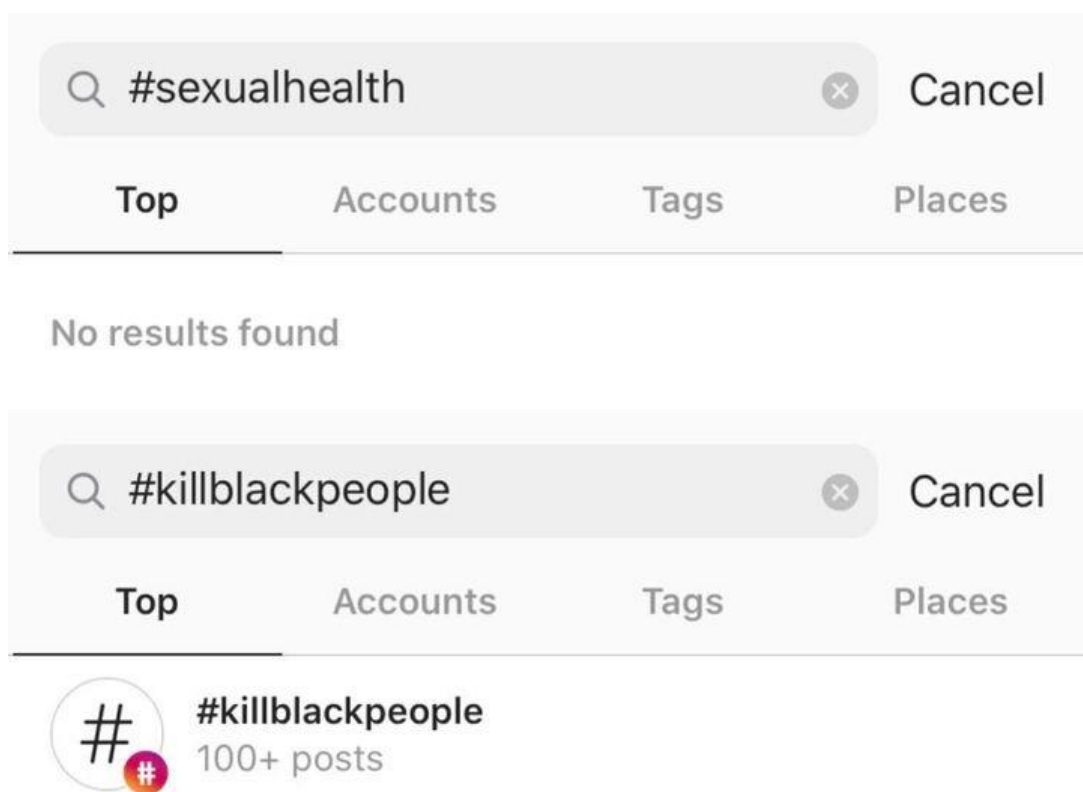 #sexualhealth Cancel
Top Accounts Tags Places
No results found
#killblackpeople Cancel
Top Accounts Tags Places
#killblackpeople
100+ posts